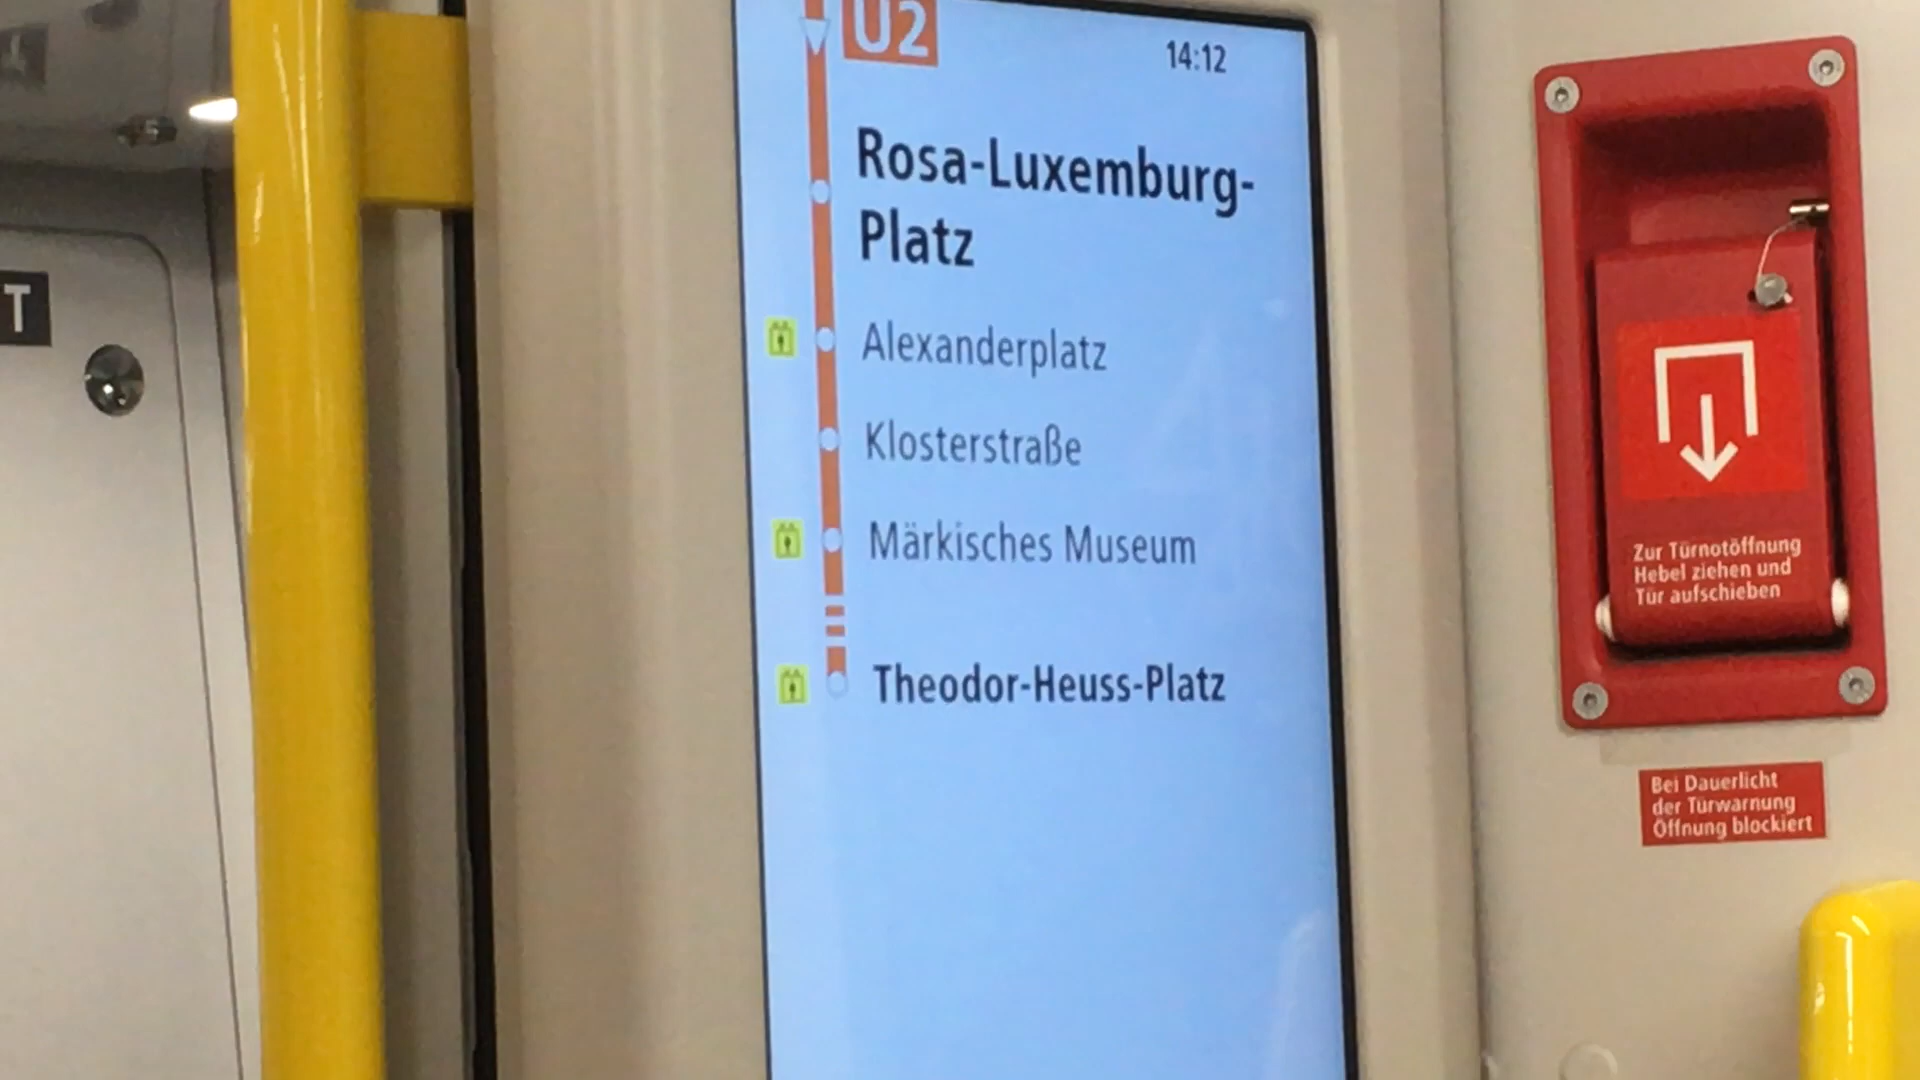 T
U2
14:12
Rosa-Luxemburg-
Platz
Alexanderplatz
Klosterstraße
Märkisches Museum
Theodor-Heuss-Platz
Zur Türnotöffnung
Hebel ziehen und
Tür aufschieben
Bei Dauerlicht
der Türwarnung
Öffnung blockiert